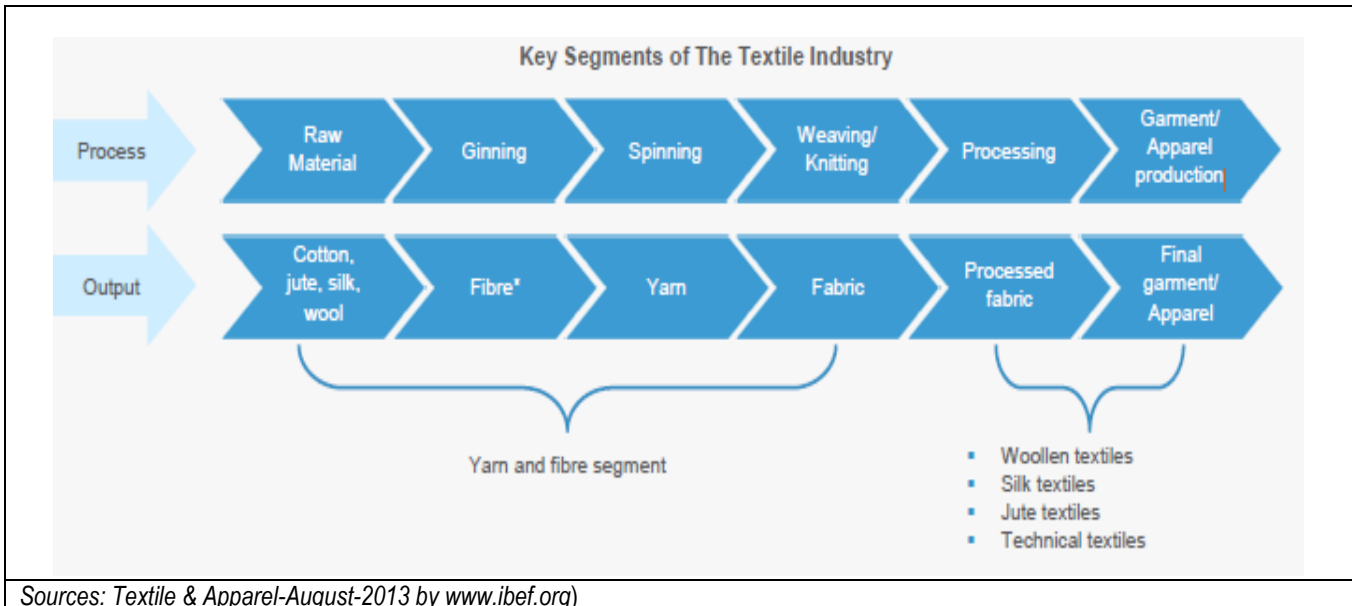 Key Segments of The Textile Industry
Process
Raw
Material
Ginning
Spinning
Weaving/
Knitting
Processing
Garment/
Apparel
production
Output
Cotton,
jute, silk,
wool
Fibre*
Yarn
Fabric
Processed
fabric
Final
garment/
Apparel
Yarn and fibre segment
▪ Woollen textiles
▪ Silk textiles
▪ Jute textiles
▪ Technical textiles
Sources: Textile & Apparel-August-2013 by www.ibef.org)